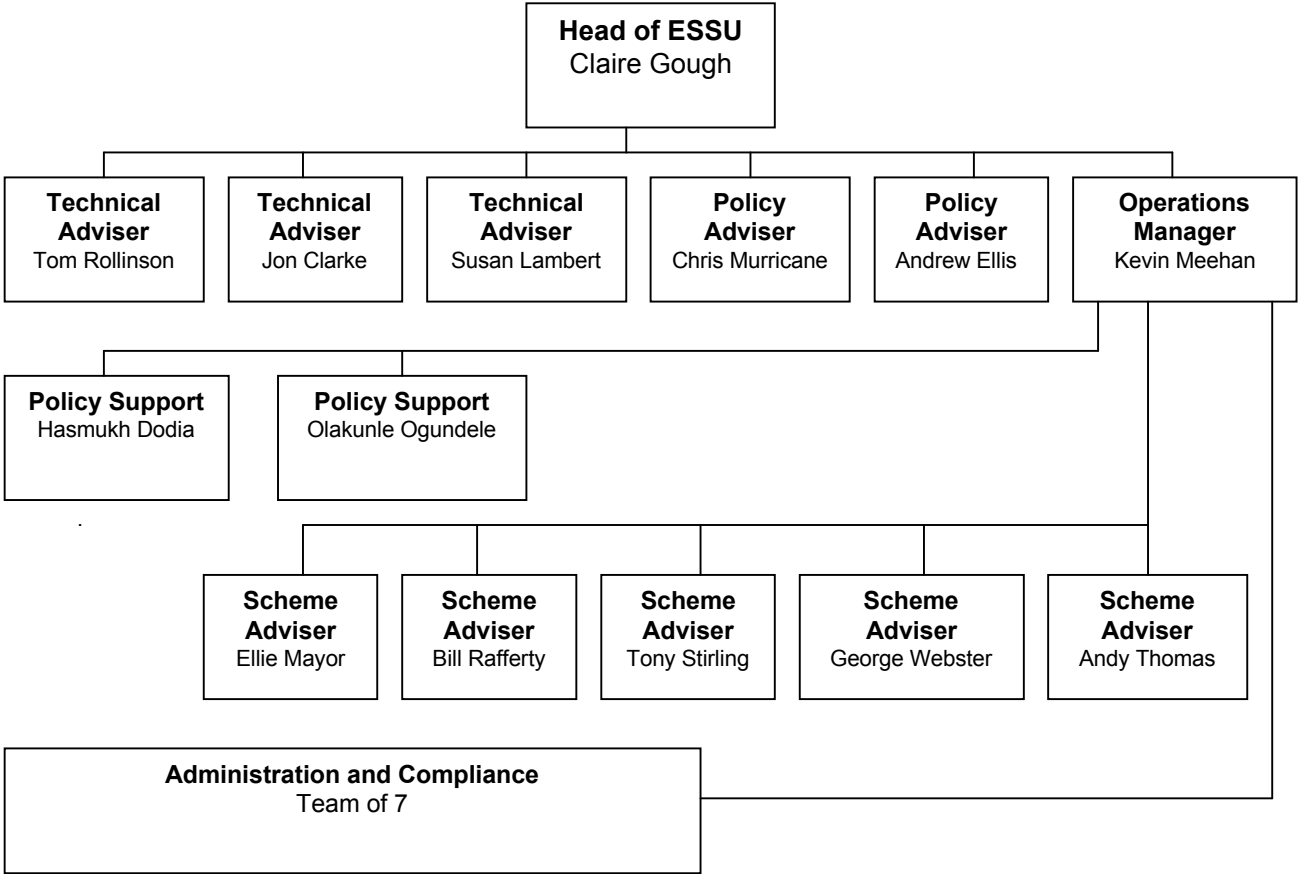 Head of ESSU
Claire Gough
Technical
Adviser
Tom Rollinson
Technical
Adviser
Jon Clarke
Technical
Adviser
Susan Lambert
Policy
Adviser
Chris Murricane
Policy
Adviser
Andrew Ellis
Operations
Manager
Kevin Meehan
Policy Support
Hasmukh Dodia
Policy Support
Olakunle Ogundele
.
Scheme
Adviser
Ellie Mayor
Scheme
Adviser
Bill Rafferty
Scheme
Adviser
Tony Stirling
Scheme
Adviser
George Webster
Scheme
Adviser
Andy Thomas
Administration and Compliance
Team of 7